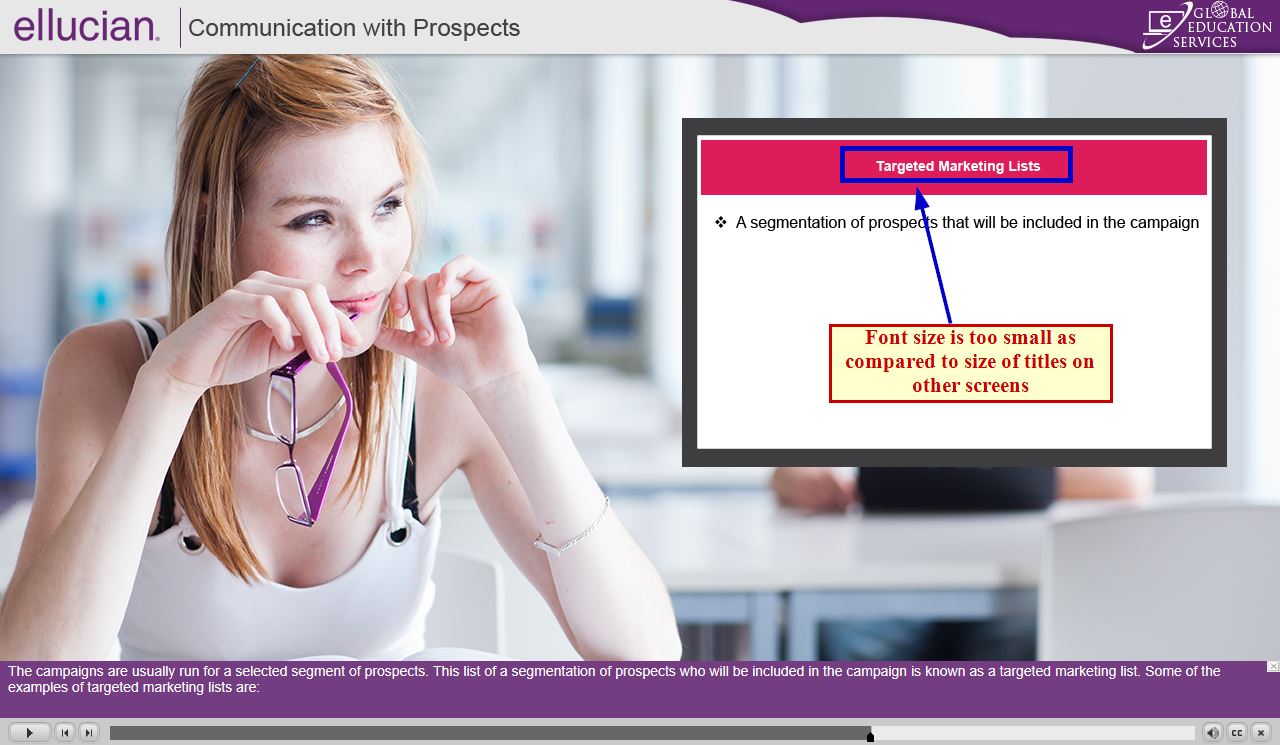 ellucian.
Communication with Prospects
e
GLOBAL
EDUCATION
SERVICES
Targeted Marketing Lists
❖ A segmentation of prospects that will be included in the campaign
Font size is too small as
compared to size of titles on
other screens
The campaigns are usually run for a selected segment of prospects. This list of a segmentation of prospects who will be included in the campaign is known as a targeted marketing list. Some of the
examples of targeted marketing lists are:
CC